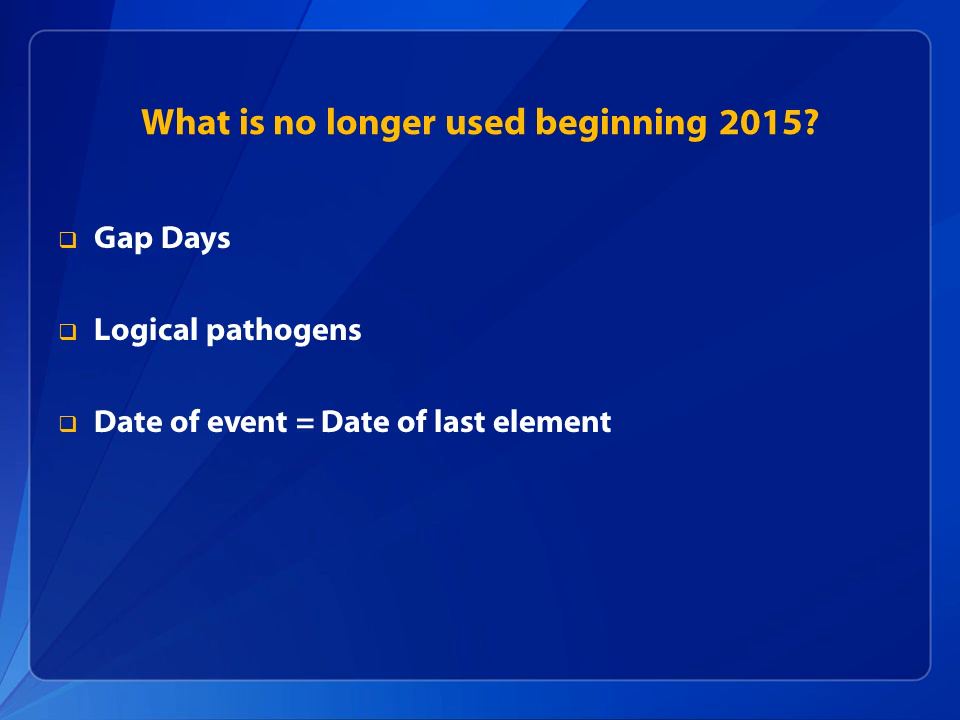 What is no longer used beginning 2015?
Gap Days
Logical pathogens
Date of event = Date of last element